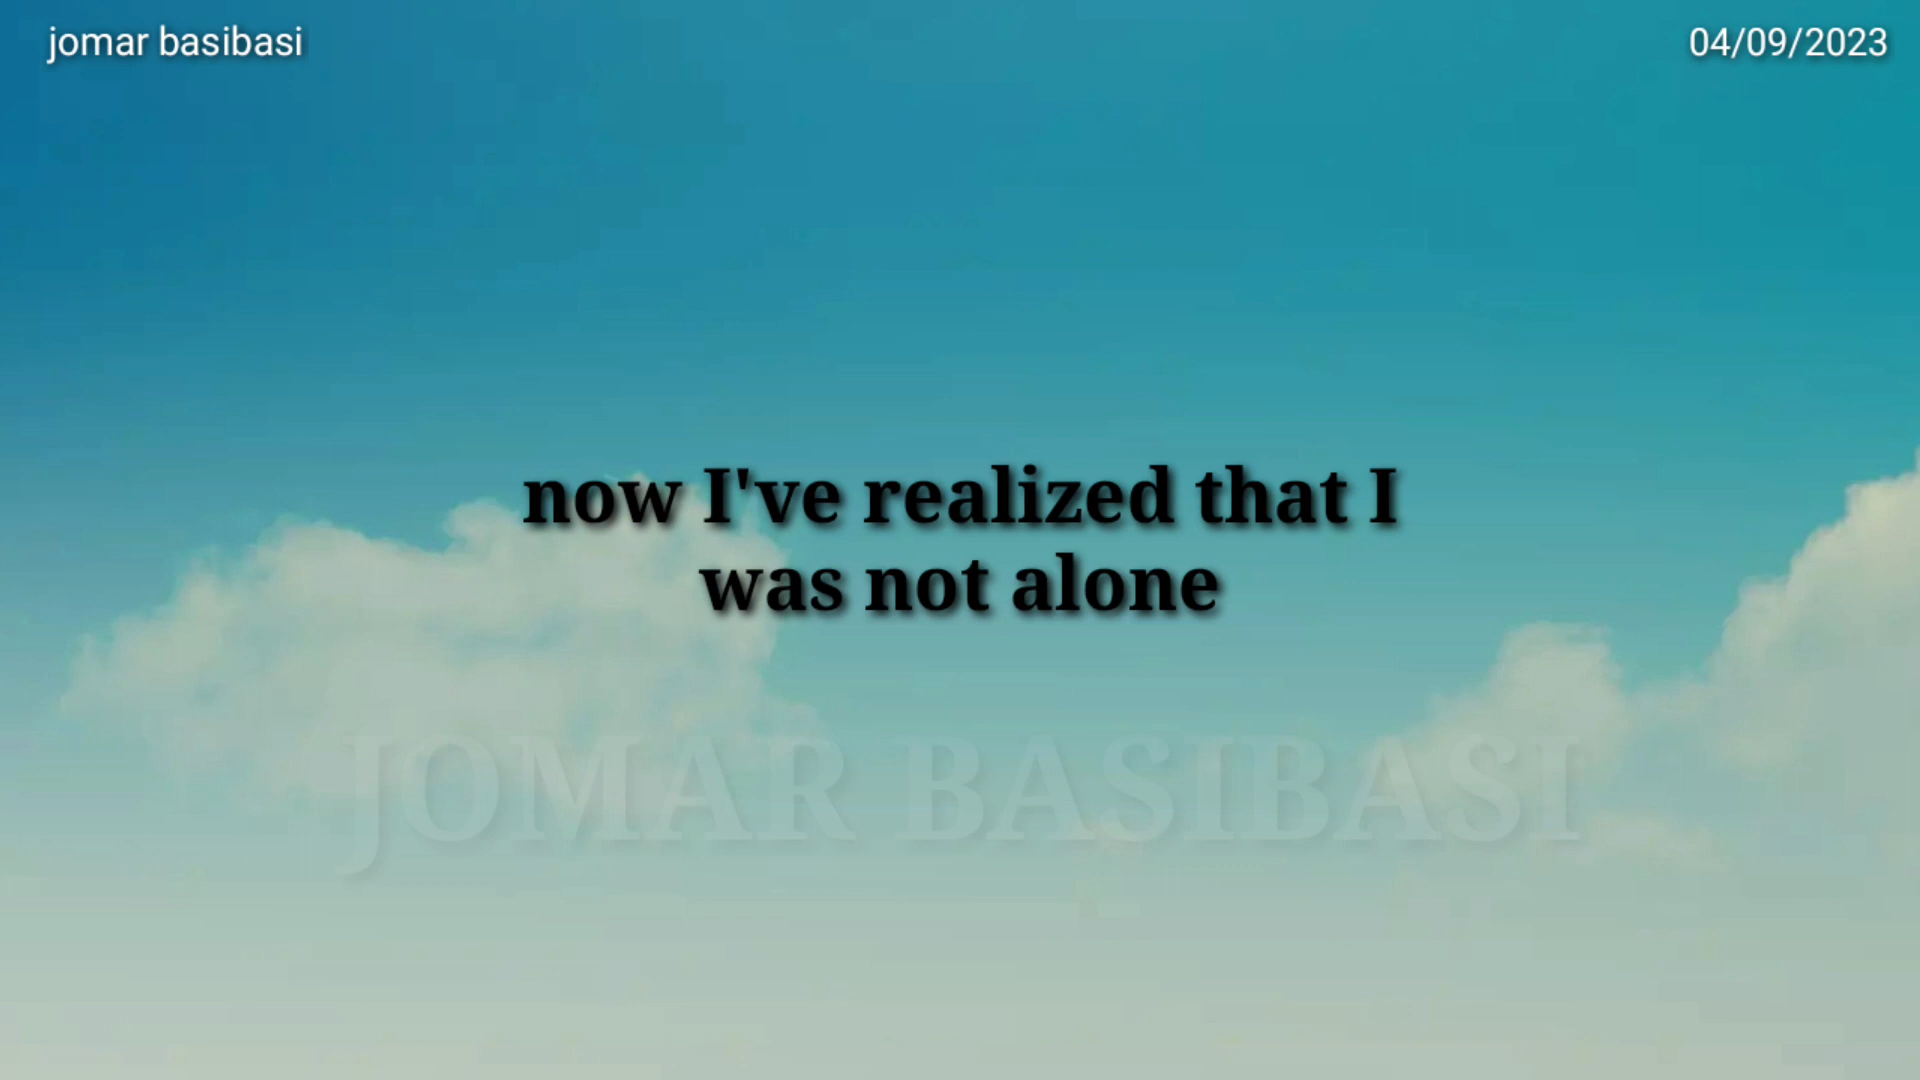 jomar basibasi
04/09/2023
now I've realized that I
was not alone
JOMAR BASIBASI